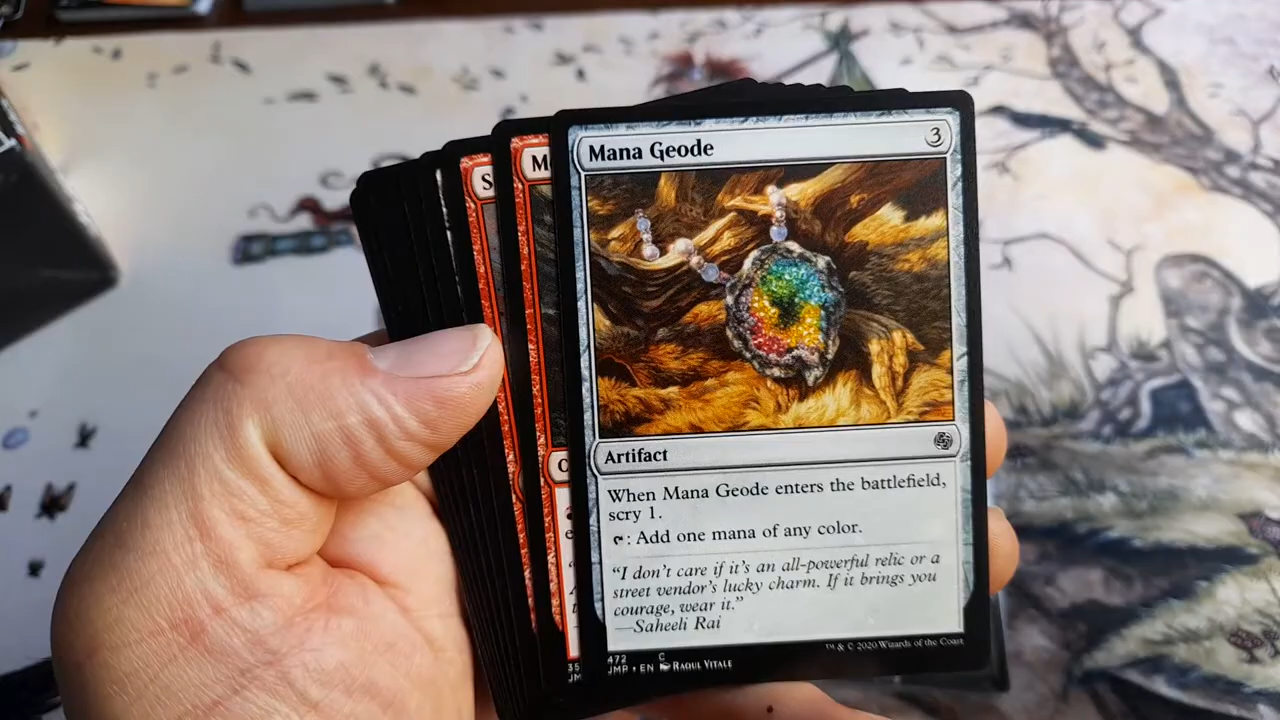 Mana Geode 3
Artifact
When Mana Geode enters the battlefield,
scry 1.
: Add one mana of any color.
"I don't care if it's an all-powerful relic or a
street vendor's lucky charm. If it brings you
courage, wear it."
—Saheeli Rai
472 C
JMP • EN Raoul Vitale
™ & © 2020 Wizards of the Coast
S
M
C
35
JM